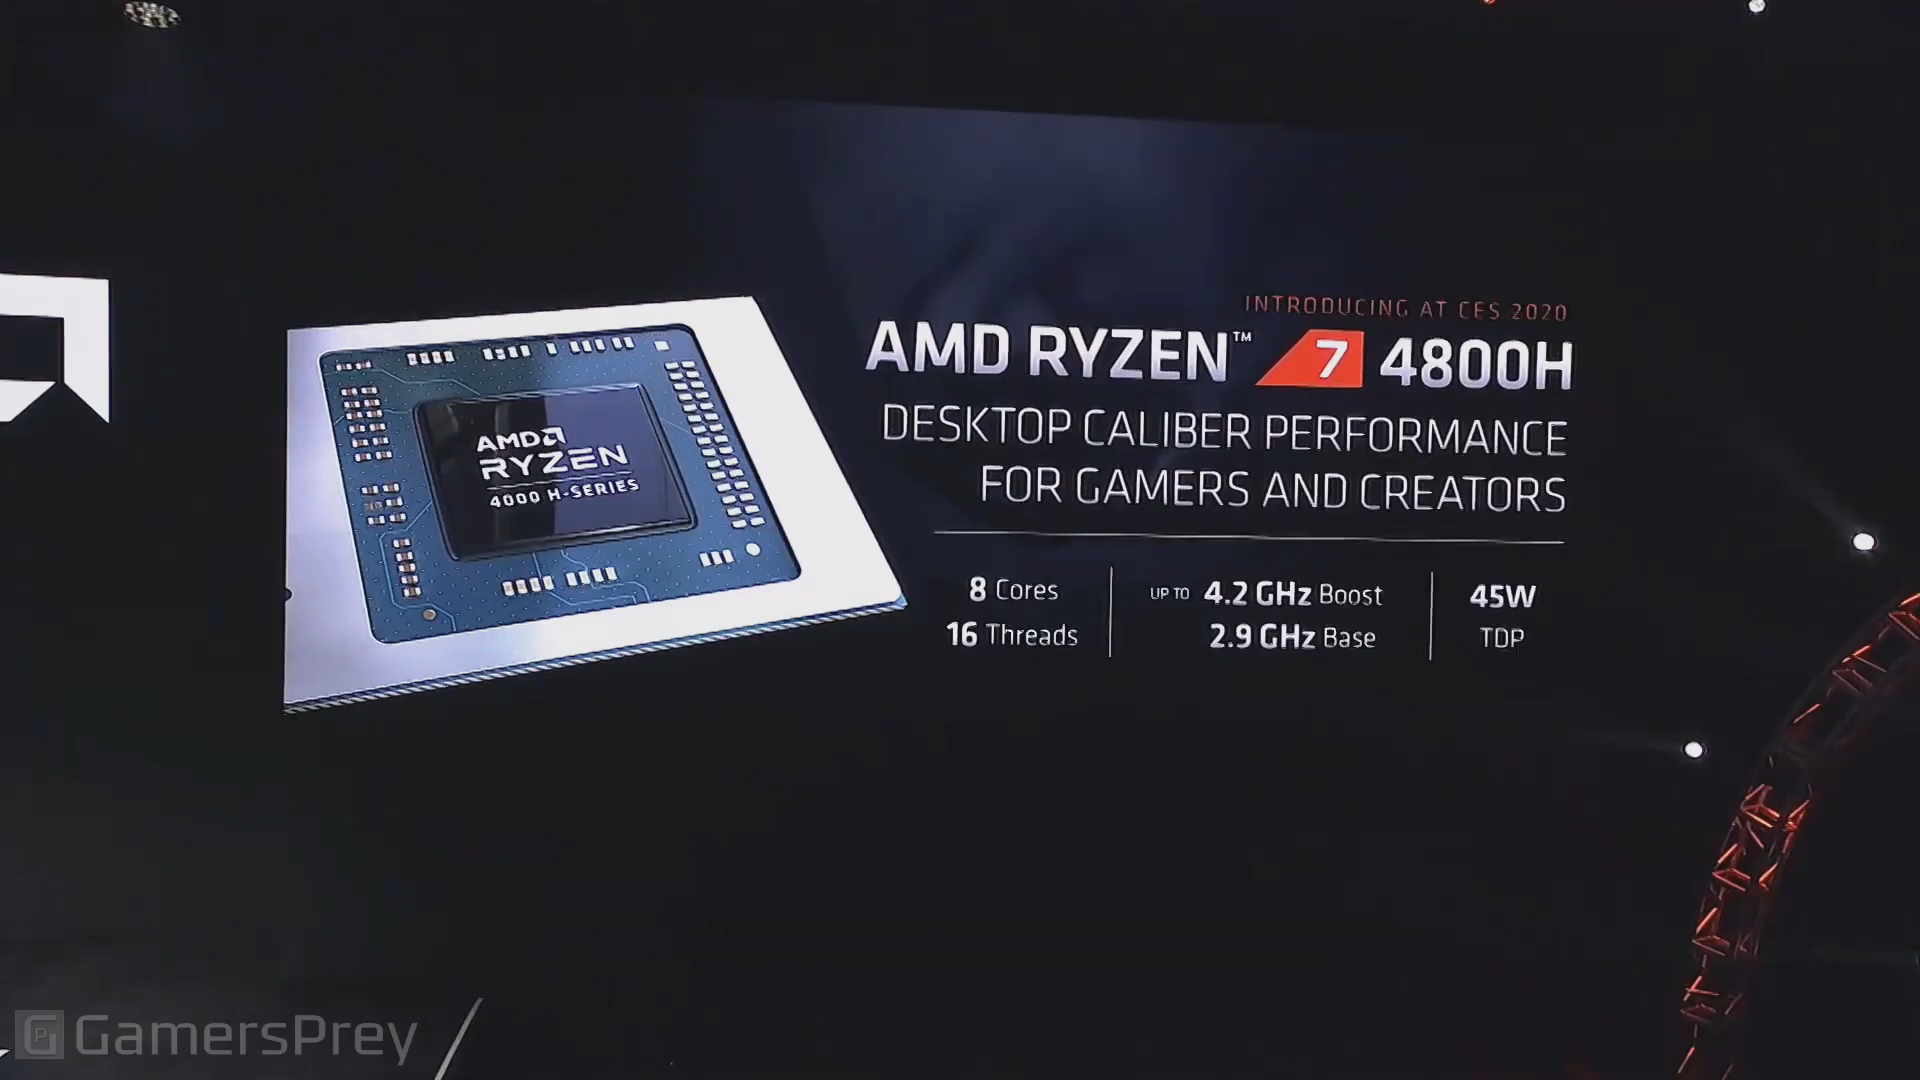 INTRODUCING AT CES 2020
AMD RYZEN™ 7 4800H
DESKTOP CALIBER PERFORMANCE
FOR GAMERS AND CREATORS
8 Cores
16 Threads
UP TO 4.2 GHz Boost
2.9 GHz Base
45W
TDP
AMD
RYZEN
4000 H-SERIES
GamersPrey